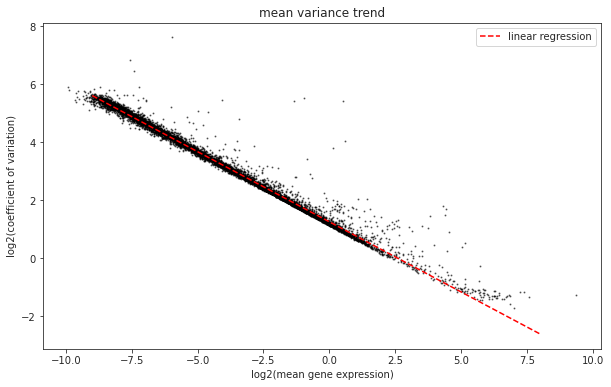 mean variance trend
linear regression
8
6
4
2
0
−2
log2(coefficient of variation)
−10.0 −7.5 −5.0 −2.5 0.0 2.5 5.0 7.5 10.0
log2(mean gene expression)